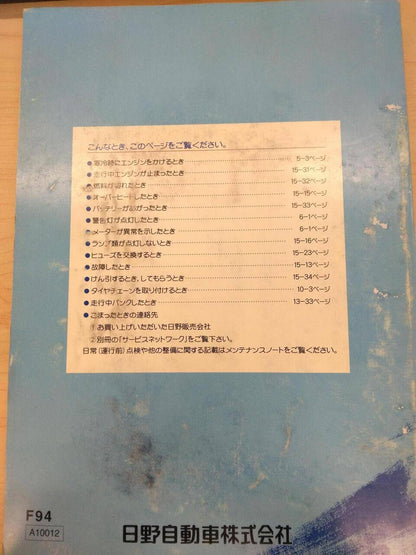 こんなとき、このページをご覧ください。
●寒冷時にエンジンをかけるとき 5-3ページ
●走行中エンジンが止まったとき 15-31ページ
●燃料が切れたとき 15-32ページ
●オーバーヒートしたとき 15-15ページ
●バッテリーがあがったとき 15-33ページ
●警告灯が点灯したとき 6-1ページ
●メーターが異常を示したとき 6-1ページ
●ランプ類が点灯しないとき 15-16ページ
●ヒューズを交換するとき 15-23ページ
●故障したとき 15-13ページ
●けん引するとき、してもらうとき 15-34ページ
●タイヤチェーンを取り付けるとき 10-3ページ
●走行中パンクしたとき 13-33ページ
●こまったときの連絡先
①お買い上げいただいた日野販売会社
②別冊の「サービスネットワーク」をご覧下さい。
日常(運行前)点検や他の整備に関する記載はメンテナンスノートをご覧ください。
F94
A10012
日野自動車株式会社